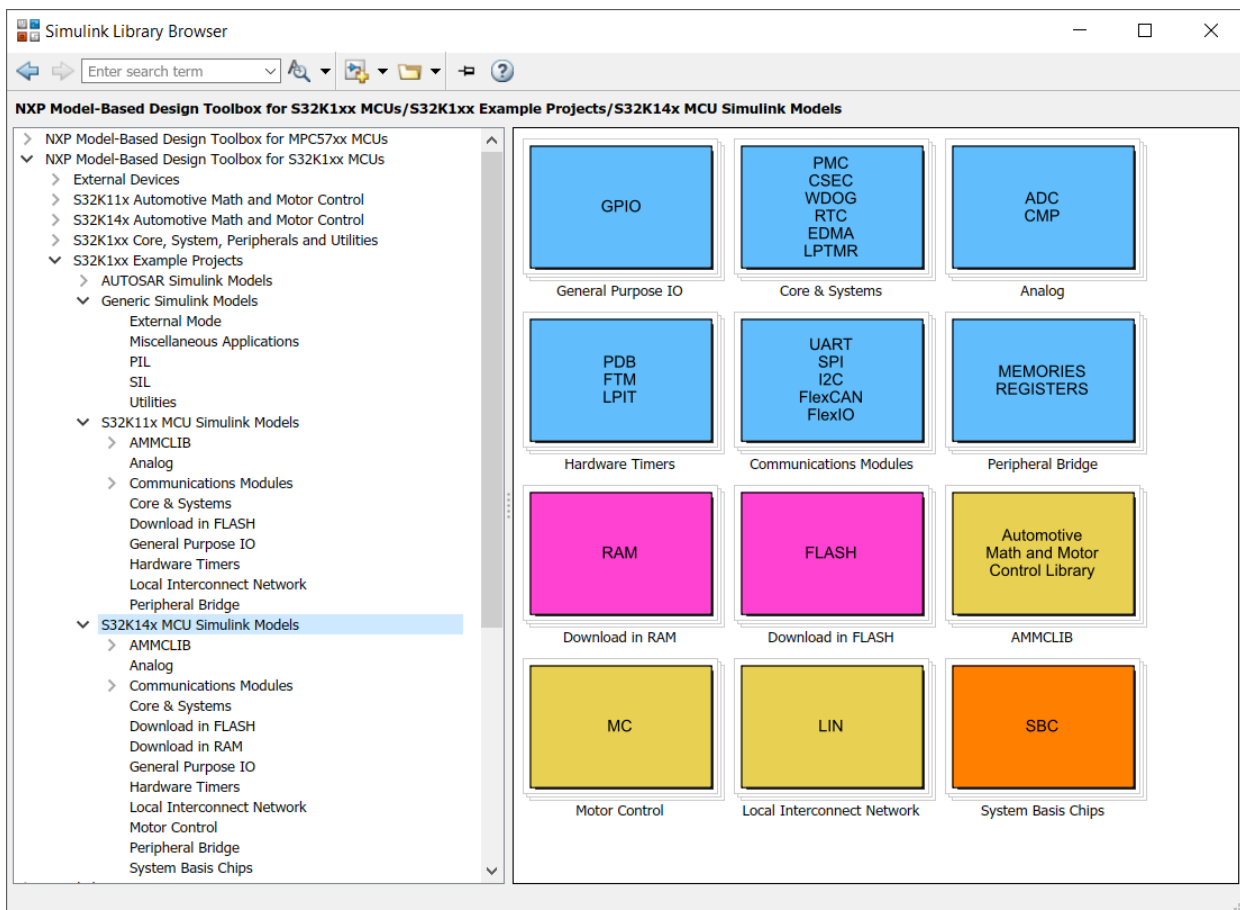 Simulink Library Browser
Enter search term
NXP Model-Based Design Toolbox for S32K1xx MCUs/S32K1xx Example Projects/S32K14x MCU Simulink Models
NXP Model-Based Design Toolbox for MPC57xx MCUs
NXP Model-Based Design Toolbox for S32K1xx MCUs
External Devices
S32K11x Automotive Math and Motor Control
S32K14x Automotive Math and Motor Control
S32K1xx Core, System, Peripherals and Utilities
S32K1xx Example Projects
AUTOSAR Simulink Models
Generic Simulink Models
External Mode
Miscellaneous Applications
PIL
SIL
Utilities
S32K11x MCU Simulink Models
AMMCLIB
Analog
Communications Modules
Core & Systems
Download in FLASH
General Purpose IO
Hardware Timers
Local Interconnect Network
Peripheral Bridge
S32K14x MCU Simulink Models
AMMCLIB
Analog
Communications Modules
Core & Systems
Download in FLASH
Download in RAM
General Purpose IO
Hardware Timers
Local Interconnect Network
Motor Control
Peripheral Bridge
System Basis Chips
GPIO
General Purpose IO
PMC
CSEC
WDOG
RTC
EDMA
LPTMR
Core & Systems
ADC
CMP
Analog
PDB
FTM
LPIT
Hardware Timers
UART
SPI
I2C
FlexCAN
FlexIO
Communications Modules
MEMORIES
REGISTERS
Peripheral Bridge
RAM
Download in RAM
FLASH
Download in FLASH
Automotive
Math and Motor
Control Library
AMMCLIB
MC
Motor Control
LIN
Local Interconnect Network
SBC
System Basis Chips